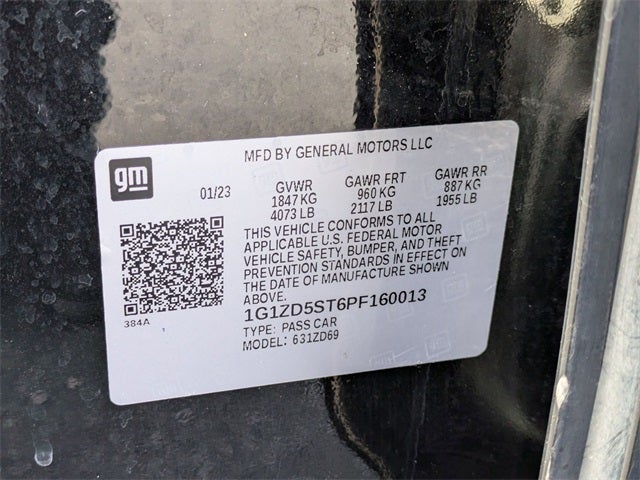 MFD BY GENERAL MOTORS LLC
gm
01/23
GVWR GAWR FRT GAWR RR
1847 KG 960 KG 887 KG
4073 LB 2117 LB 1955 LB
THIS VEHICLE CONFORMS TO ALL
APPLICABLE U.S. FEDERAL MOTOR
VEHICLE SAFETY, BUMPER, AND THEFT
PREVENTION STANDARDS IN EFFECT ON
THE DATE OF MANUFACTURE SHOWN
ABOVE.
384A
1G1ZD5ST6PF160013
TYPE: PASS CAR
MODEL: 631ZD69